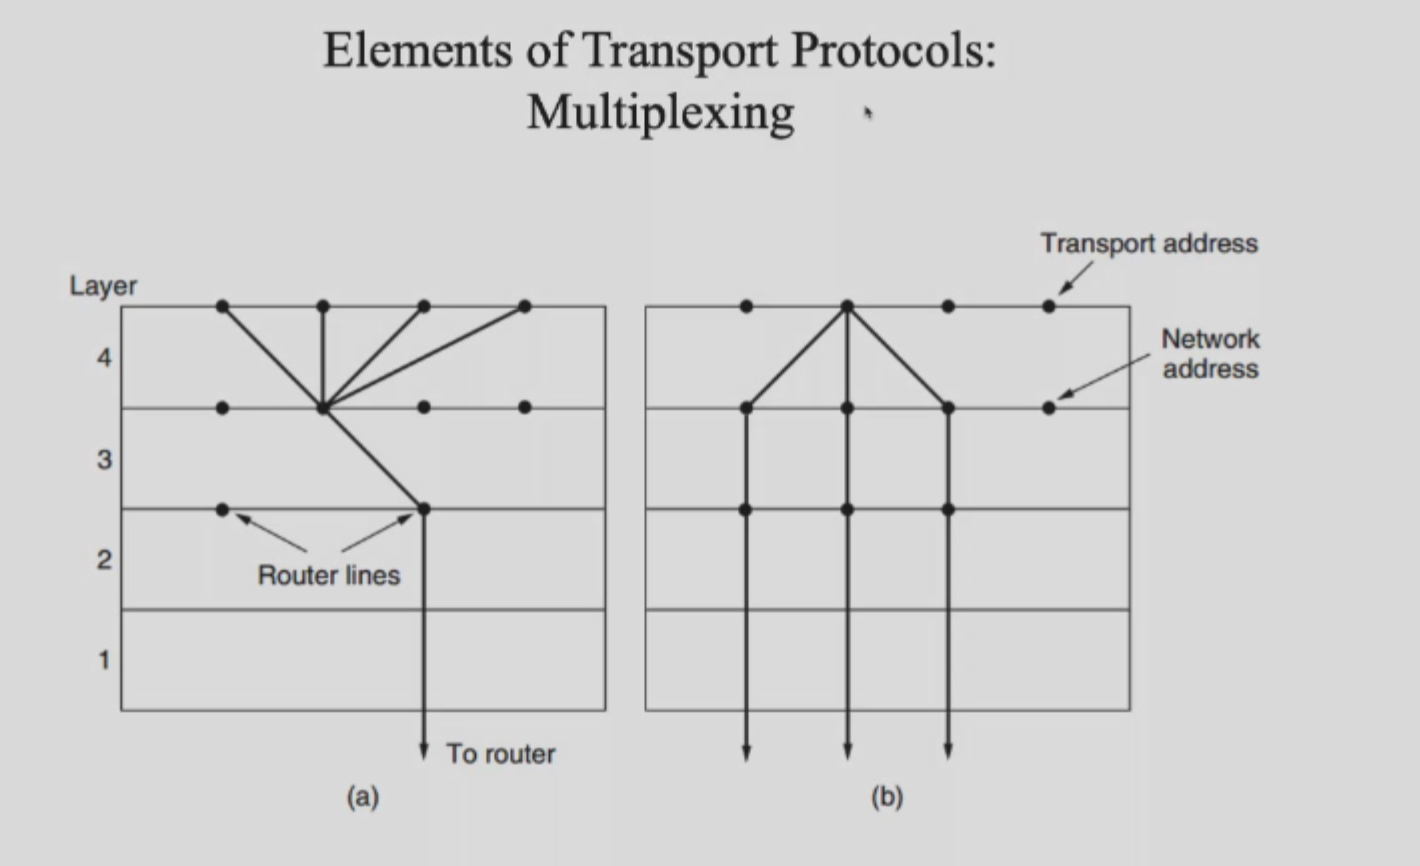 Elements of Transport Protocols:
Multiplexing
Transport address
Layer
Network
address
4
3
2
1
Router lines
To router
(a)
(b)